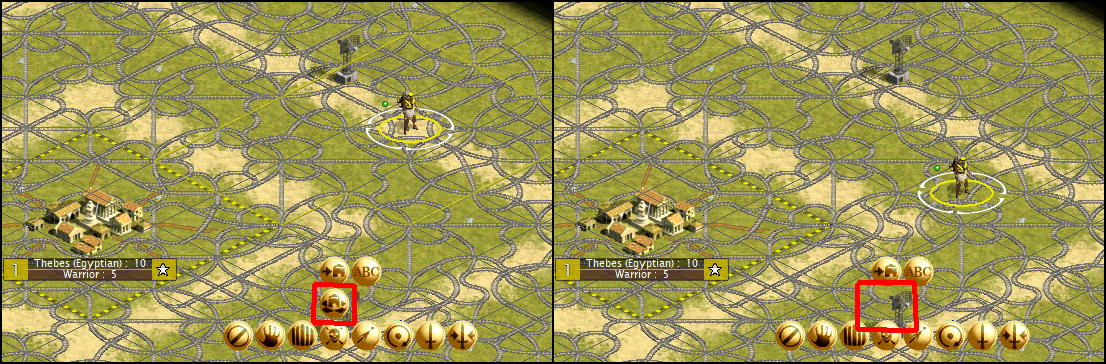 1 Thebes (Egyptian) : 10
Warrior : 5
ABC
1 Thebes (Egyptian) : 10
Warrior : 5
ABC